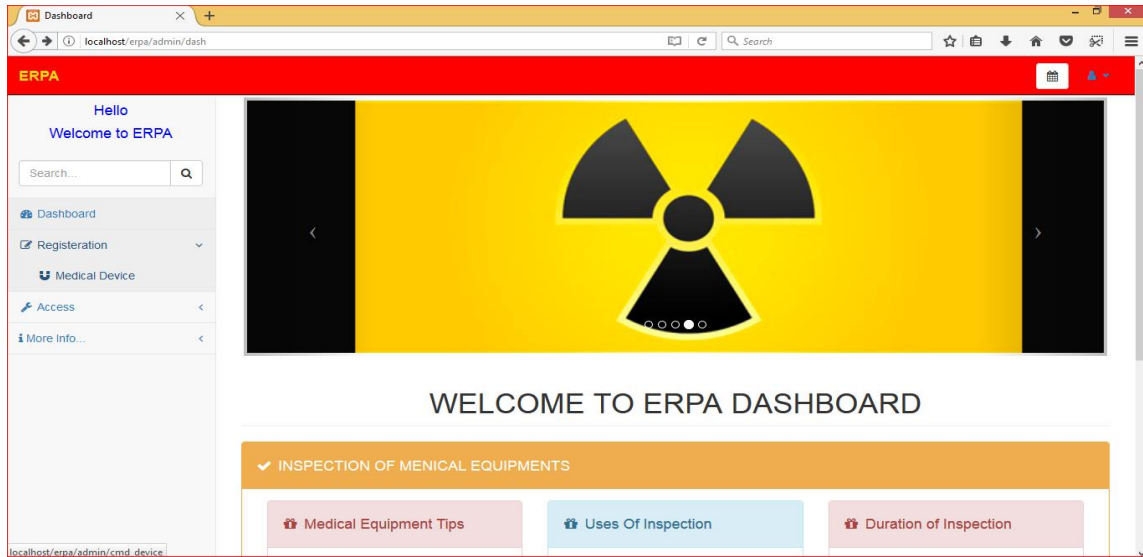 Dashboard
localhost/erpa/admin/dash
Search
ERPA
Hello
Welcome to ERPA
Search...
Dashboard
Registeration
Medical Device
Access
More Info...
WELCOME TO ERPA DASHBOARD
INSPECTION OF MENICAL EQUIPMENTS
Medical Equipment Tips
Uses Of Inspection
Duration of Inspection
localhost/erpa/admin/cmd_device